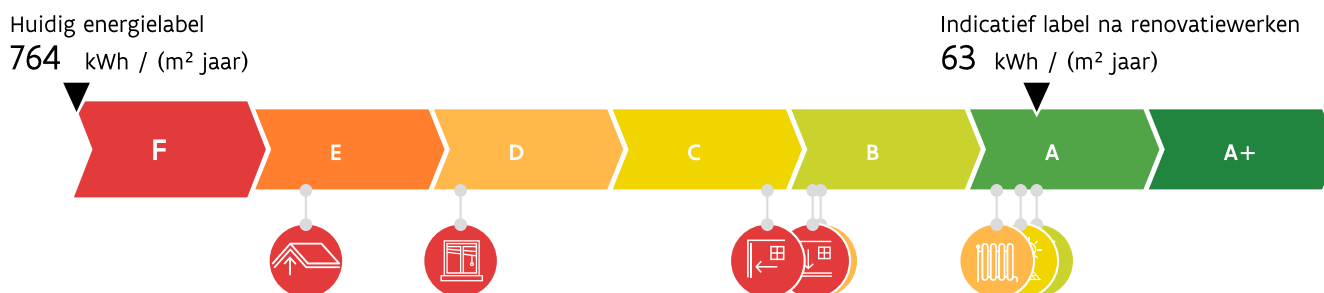 Huidig energielabel
764 kWh / (m² jaar)
Indicatief label na renovatiewerken
63 kWh / (m² jaar)
F E D C B A A+